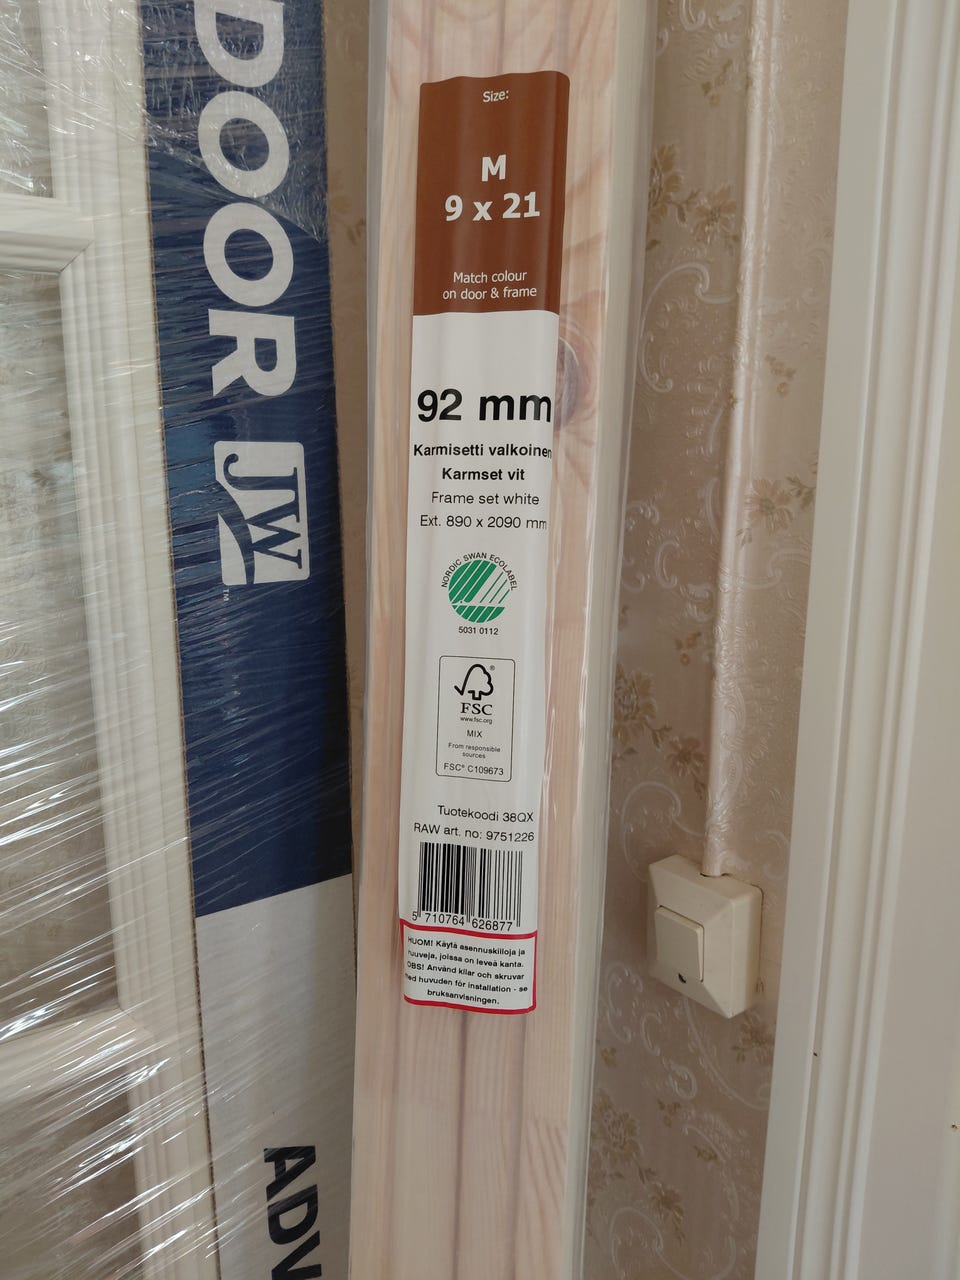 DOOR
JW
TM
ADV
Size:
M
9 x 21
Match colour
on door & frame
92 mm
Karmisetti valkoinen
Karmset vit
Frame set white
Ext. 890 x 2090 mm
NORDIC SWAN ECOLABEL
5031 0112
®
FSC
www.fsc.org
MIX
From responsible
sources
FSC® C109673
Tuotekoodi 38QX
RAW art. no: 9751226
5 710764 626877
HUOM! Käytä asennuskiiloja ja
ruuveja, joissa on leveä kanta.
OBS! Använd kilar och skruvar
med huvuden för installation - se
bruksanvisningen.